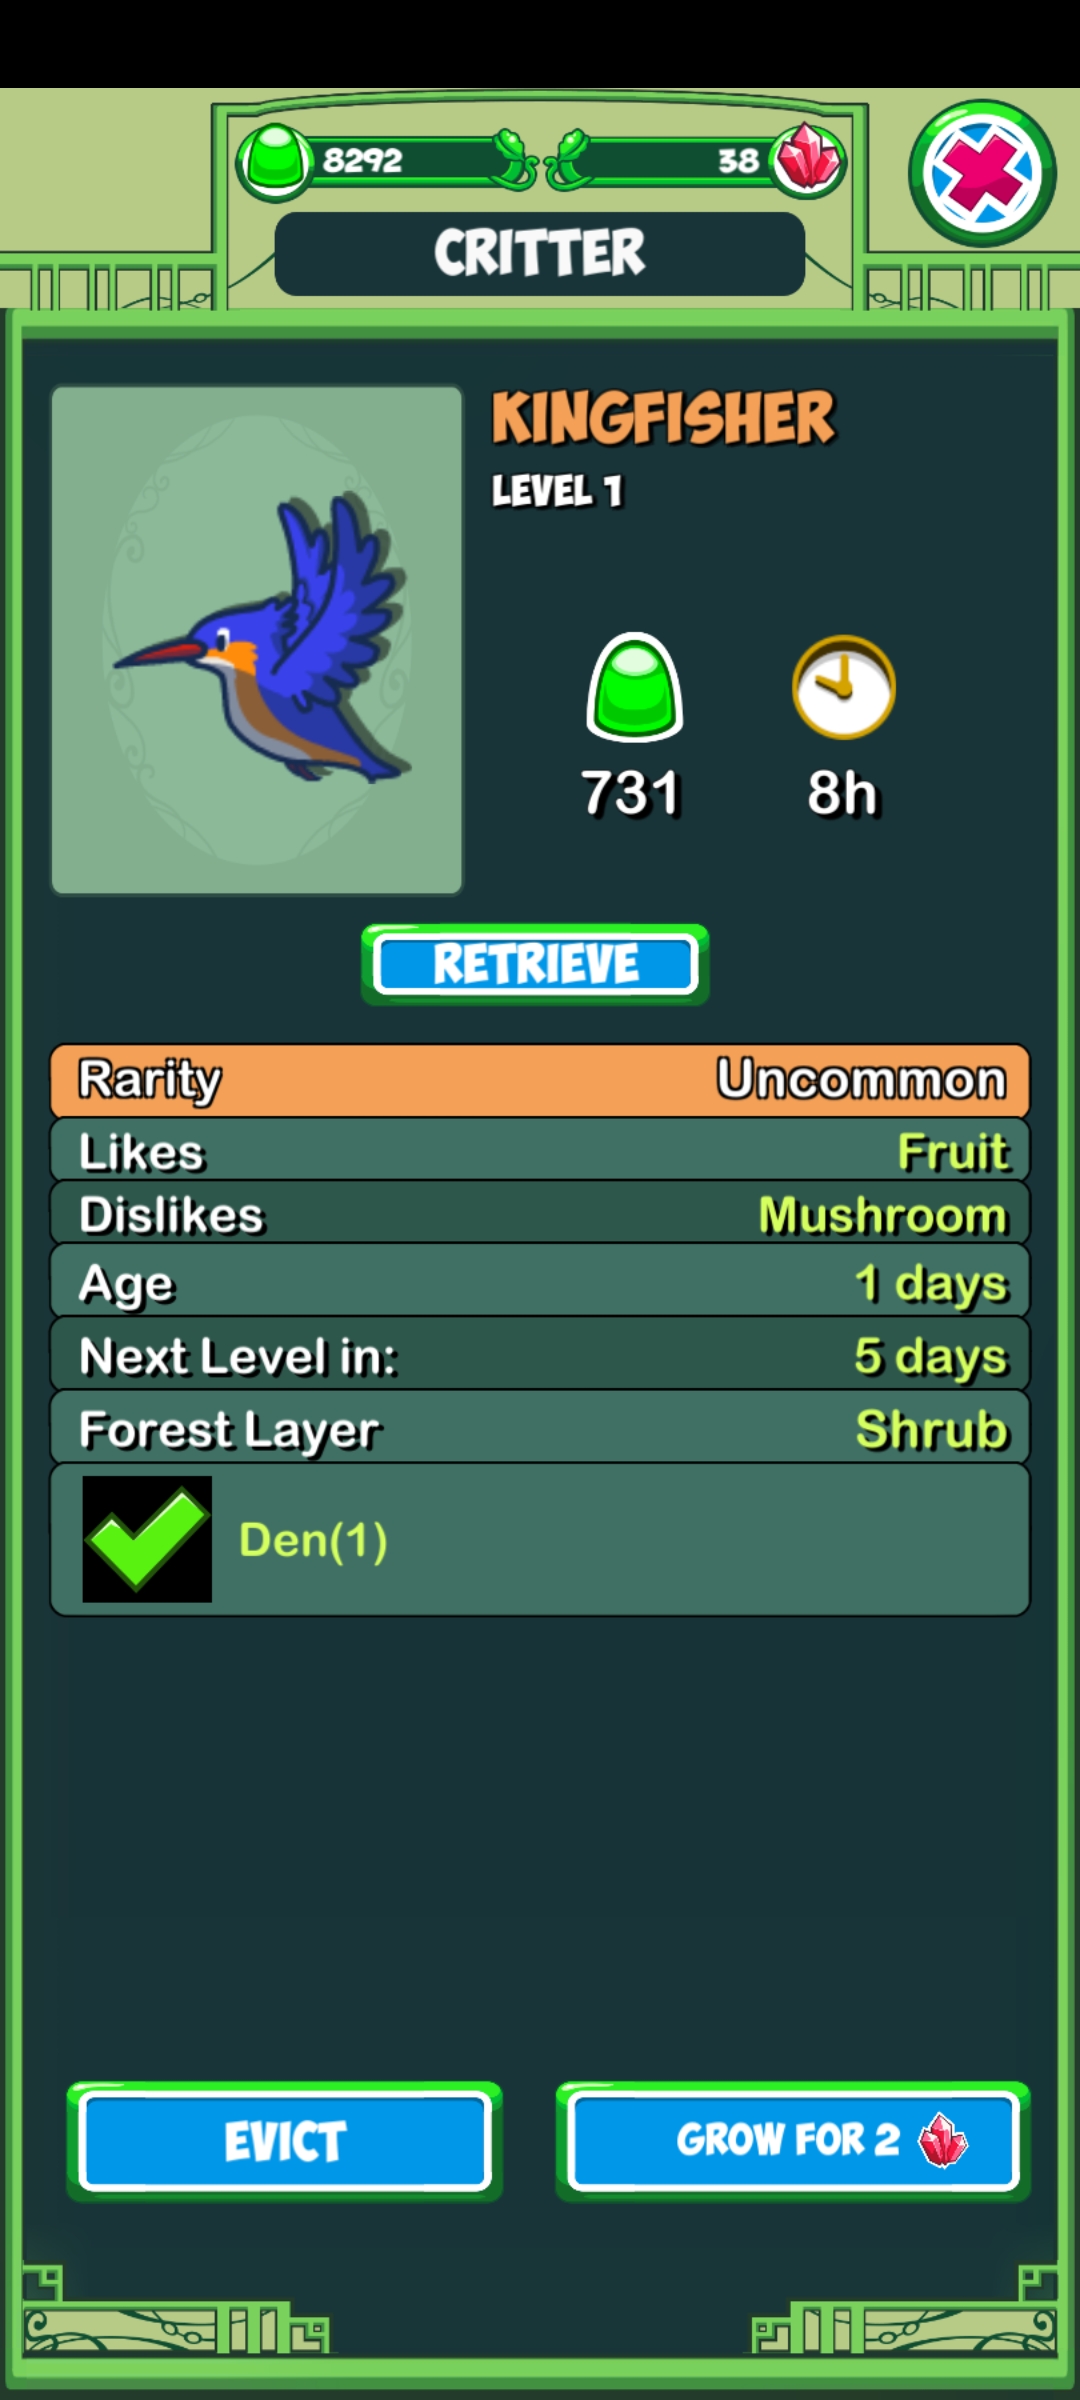 8292 38
CRITTER
KINGFISHER
LEVEL 1
731 8h
RETRIEVE
Rarity Uncommon
Likes Fruit
Dislikes Mushroom
Age 1 days
Next Level in: 5 days
Forest Layer Shrub
Den(1)
EVICT GROW FOR 2